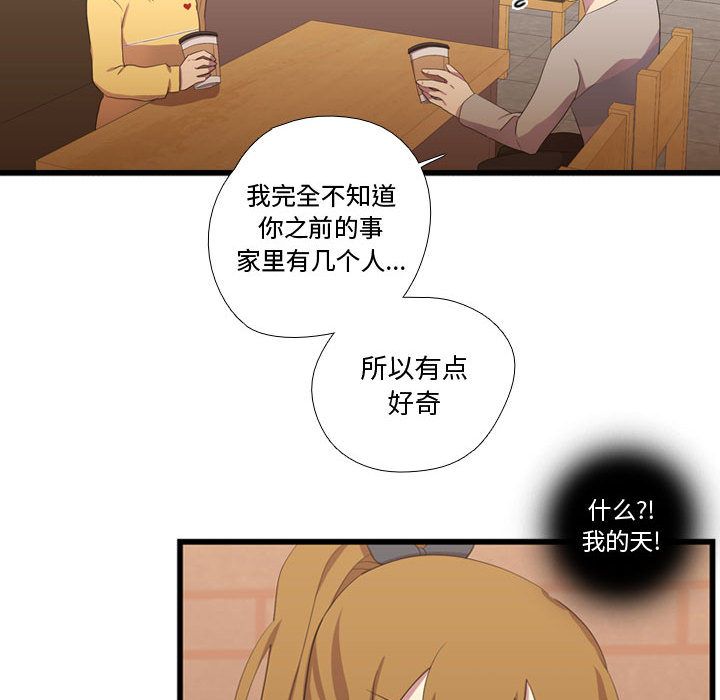 我完全不知道
你之前的事
家里有几个人...
所以有点
好奇
什么?!
我的天!